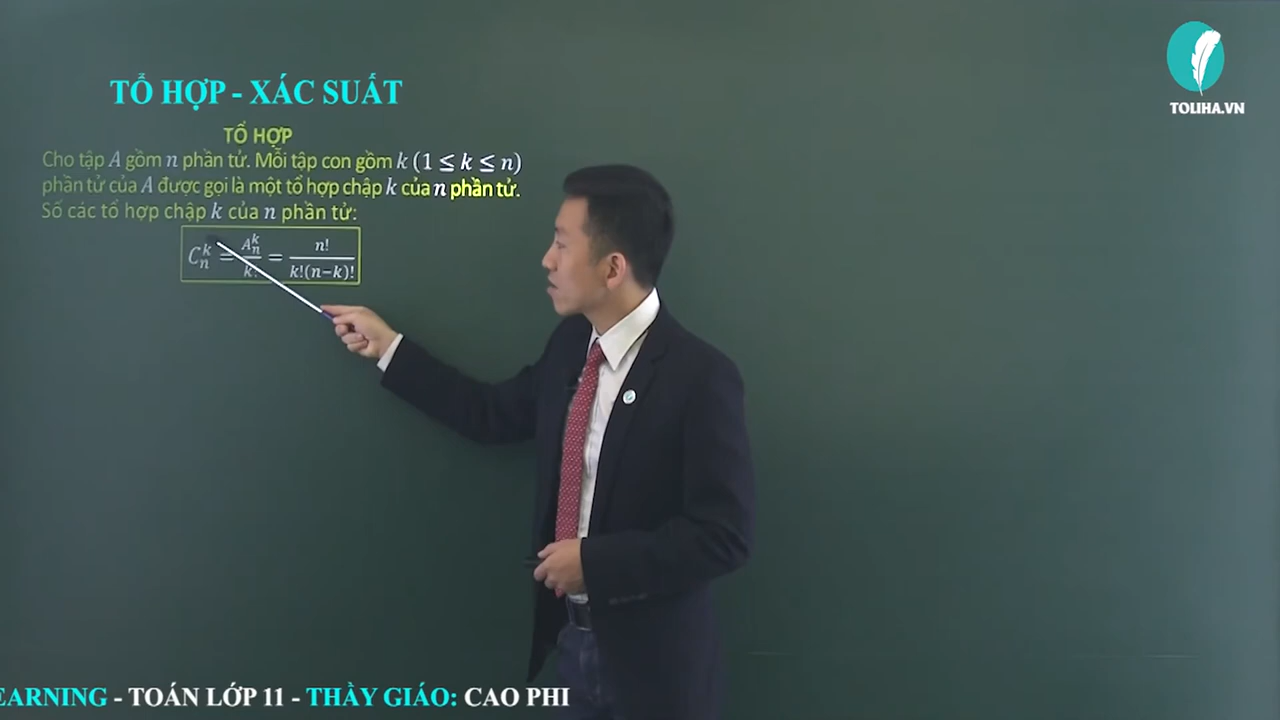 TOLIHA.VN
TỔ HỢP - XÁC SUẤT
TỔ HỢP
Cho tập A gồm n phần tử. Mỗi tập con gồm k (1 ≤ k ≤ n)
phần tử của A được gọi là một tổ hợp chập k của n phần tử.
Số các tổ hợp chập k của n phần tử:
C_n^k = A_n^k / k! = n! / k!(n−k)!
EARNING - TOÁN LỚP 11 - THẦY GIÁO: CAO PHI